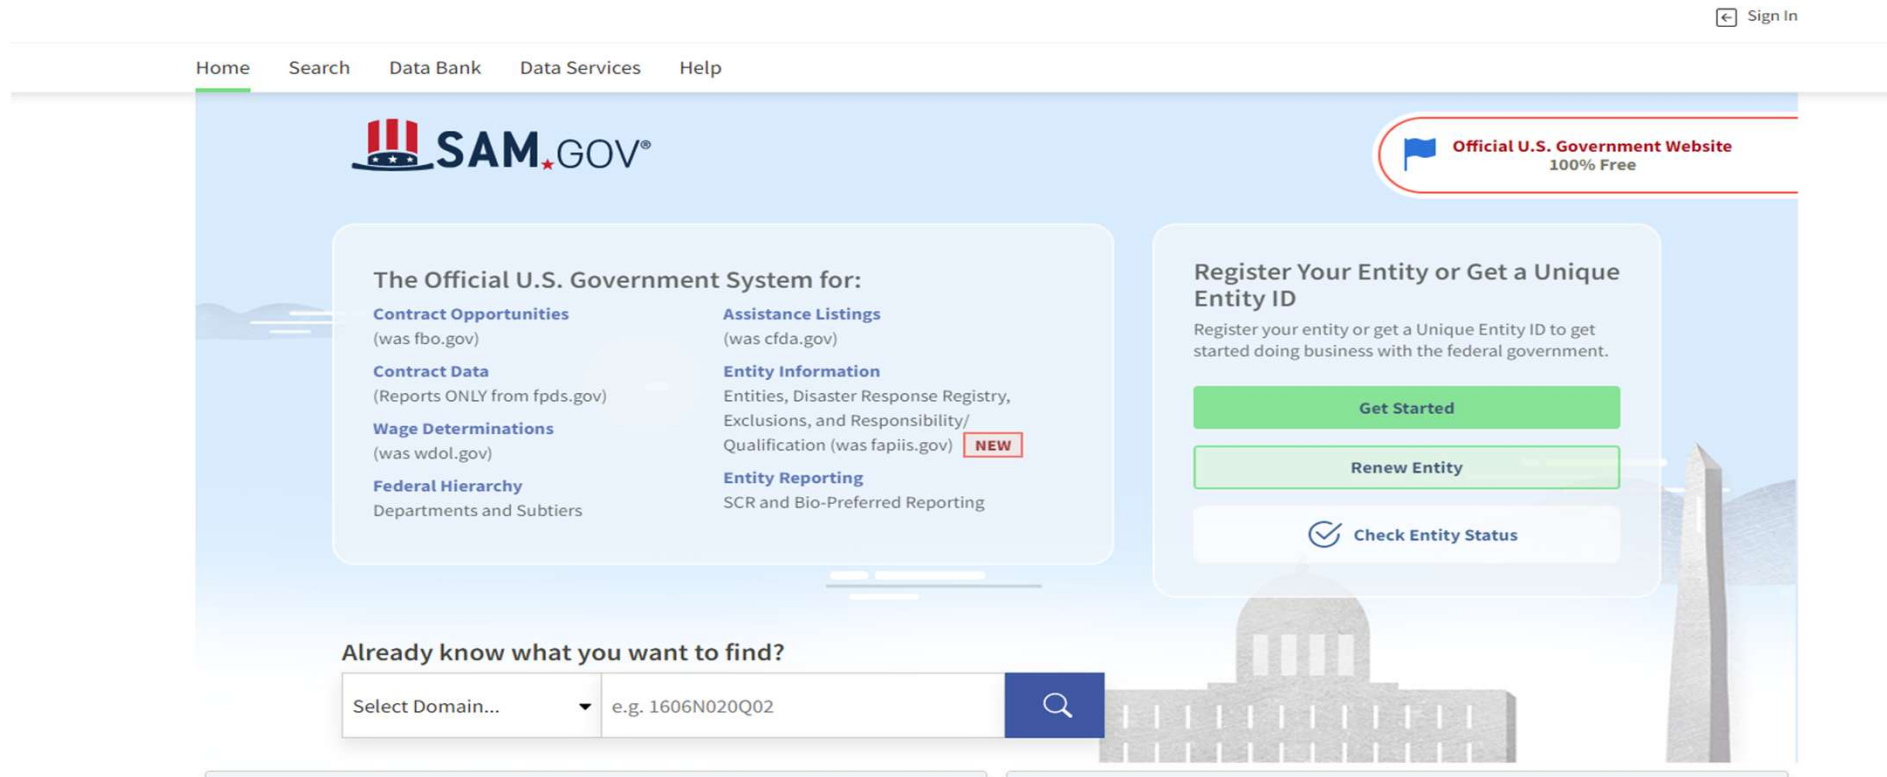 Sign In
Home Search Data Bank Data Services Help
SAM.GOV®
Official U.S. Government Website
100% Free
The Official U.S. Government System for:
Contract Opportunities
(was fbo.gov)
Contract Data
(Reports ONLY from fpds.gov)
Wage Determinations
(was wdol.gov)
Federal Hierarchy
Departments and Subtiers
Assistance Listings
(was cfda.gov)
Entity Information
Entities, Disaster Response Registry,
Exclusions, and Responsibility/
Qualification (was fapiis.gov) NEW
Entity Reporting
SCR and Bio-Preferred Reporting
Register Your Entity or Get a Unique
Entity ID
Register your entity or get a Unique Entity ID to get
started doing business with the federal government.
Get Started
Renew Entity
Check Entity Status
Already know what you want to find?
Select Domain... e.g. 1606N020Q02